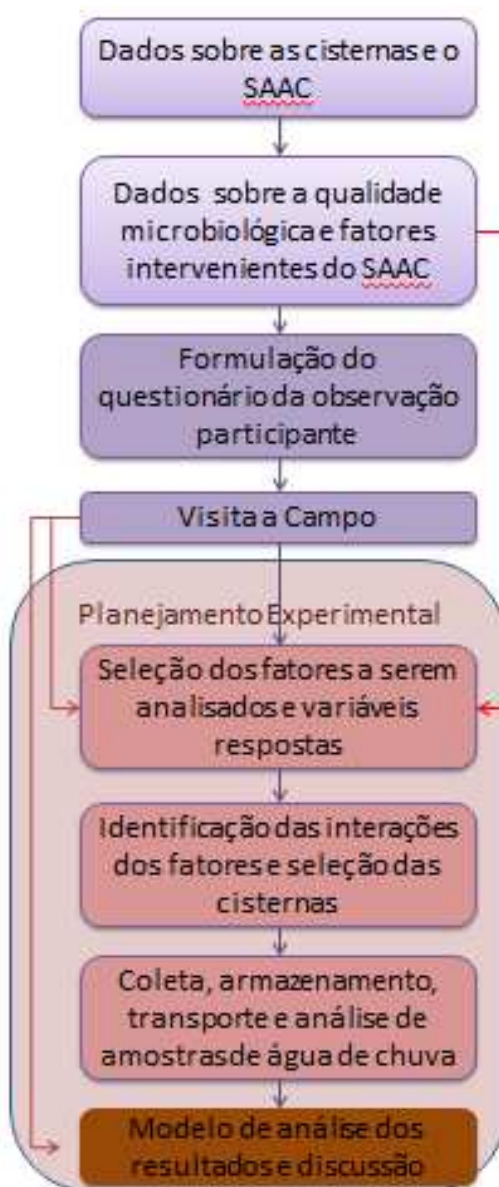 Dados sobre as cisternas e o
SAAC
Dados sobre a qualidade
microbiológica e fatores
intervenientes do SAAC
Formulação do
questionário da observação
participante
Visita a Campo
Planejamento Experimental
Seleção dos fatores a serem
analisados e variáveis
respostas
Identificação das interações
dos fatores e seleção das
cisternas
Coleta, armazenamento,
transporte e análise de
amostras de água de chuva
Modelo de análise dos
resultados e discussão